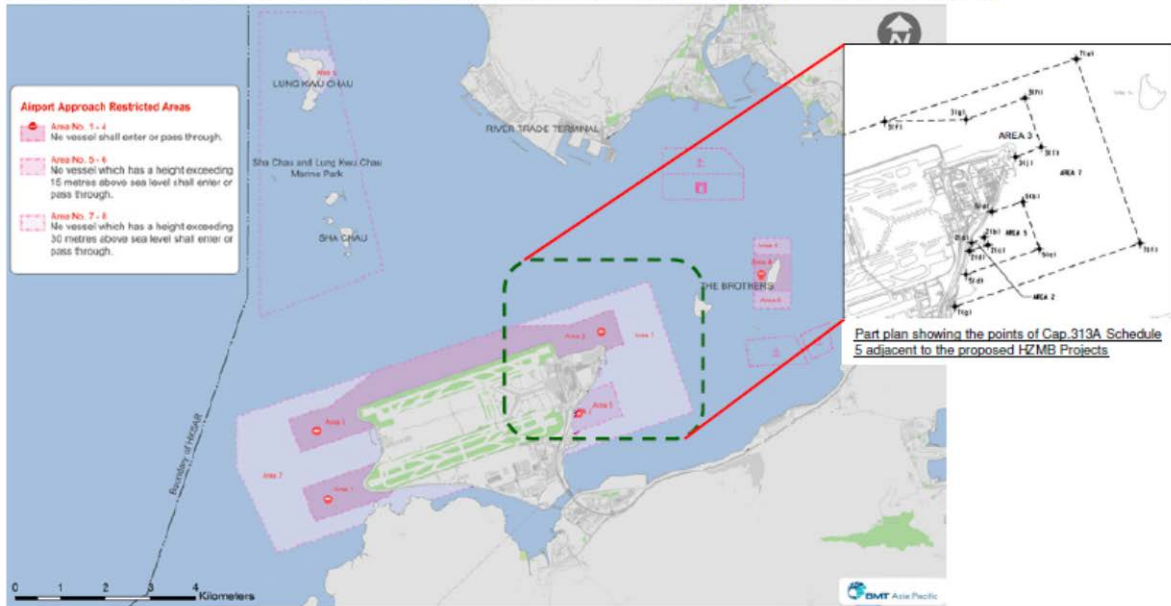 Airport Approach Restricted Areas
Area No. 1 - 4
No vessel shall enter or pass through.
Area No. 5 - 6
No vessel which has a height exceeding
15 metres above sea level shall enter or
pass through.
Area No. 7 - 8
No vessel which has a height exceeding
30 metres above sea level shall enter or
pass through.
LUNG KWU CHAU
RIVER TRADE TERMINAL
Sha Chau and Lung Kwu Chau
Marine Park
SHA CHAU
THE BROTHERS
Area 3
Area 7
Area 5
Area 3
Area 7
Area 1
Boundary of HKSAR
0 1 2 3 4
Kilometers
BMT Asia Pacific
N
7(e)
5(f)
AREA 3
AREA 7
AREA 5
AREA 2
Part plan showing the points of Cap.313A Schedule
5 adjacent to the proposed HZMB Projects